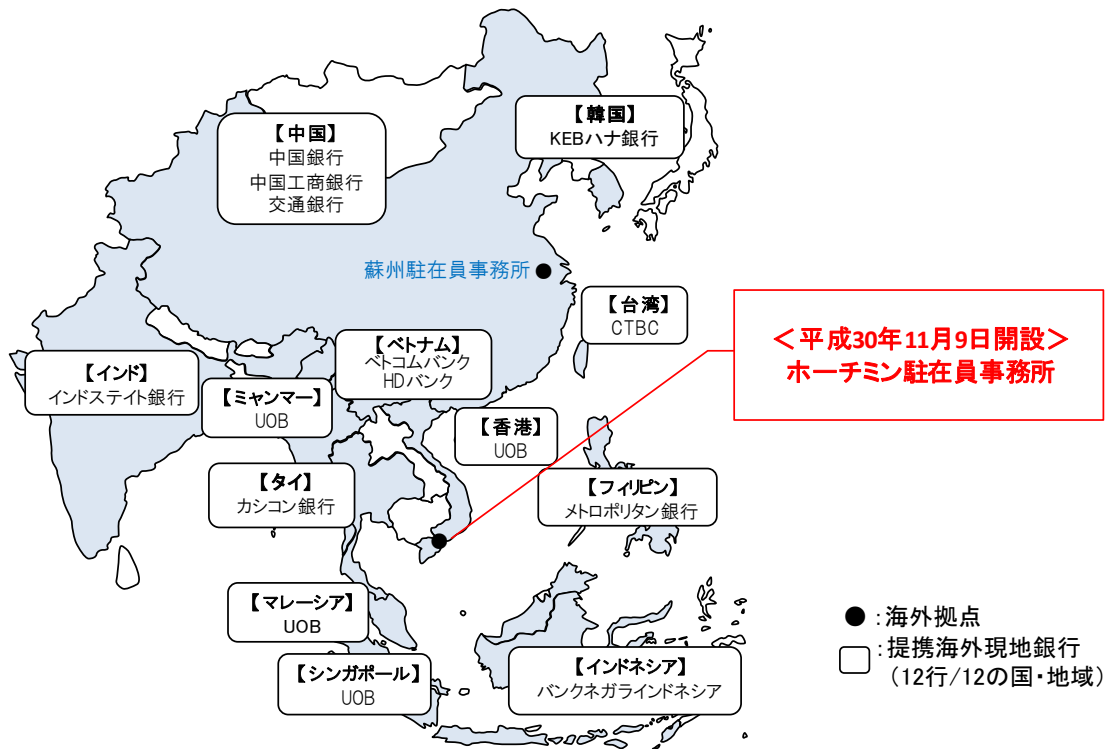 【中国】
中国銀行
中国工商銀行
交通銀行
【韓国】
KEBハナ銀行
蘇州駐在員事務所
【台湾】
CTBC
＜平成30年11月9日開設＞
ホーチミン駐在員事務所
【ベトナム】
ベトコムバンク
HDバンク
【インド】
インドステイト銀行
【ミャンマー】
UOB
【香港】
UOB
【タイ】
カシコン銀行
【フィリピン】
メトロポリタン銀行
【マレーシア】
UOB
【シンガポール】
UOB
【インドネシア】
バンクネガラインドネシア
●：海外拠点
：提携海外現地銀行
（12行/12の国・地域）